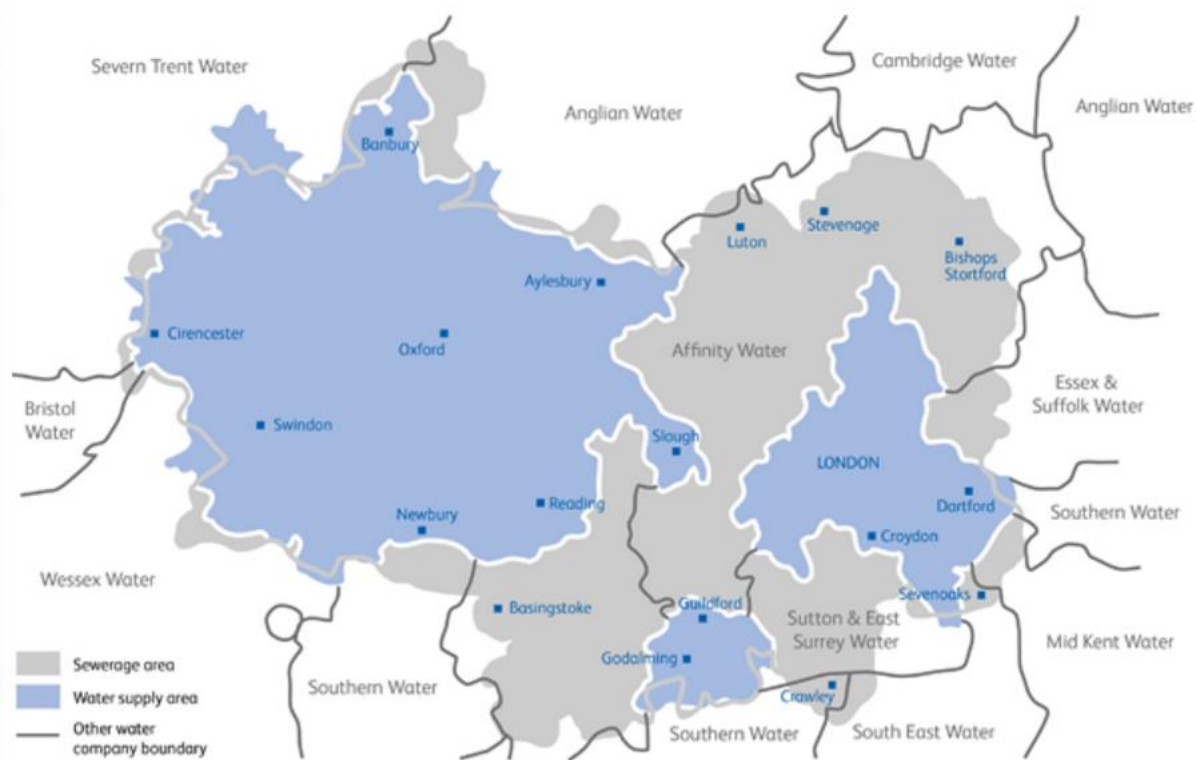 Severn Trent Water
Cambridge Water
Anglian Water
Anglian Water
Banbury
Stevenage
Luton
Bishops
Stortford
Aylesbury
Cirencester
Oxford
Affinity Water
Bristol
Water
Essex &
Suffolk Water
Swindon
Slough
LONDON
Reading
Dartford
Newbury
Southern Water
Croydon
Wessex Water
Sevenoaks
Basingstoke
Guildford
Sutton & East
Surrey Water
Mid Kent Water
Godalming
Sewerage area
Southern Water
Crawley
Water supply area
Southern Water
South East Water
Other water
company boundary